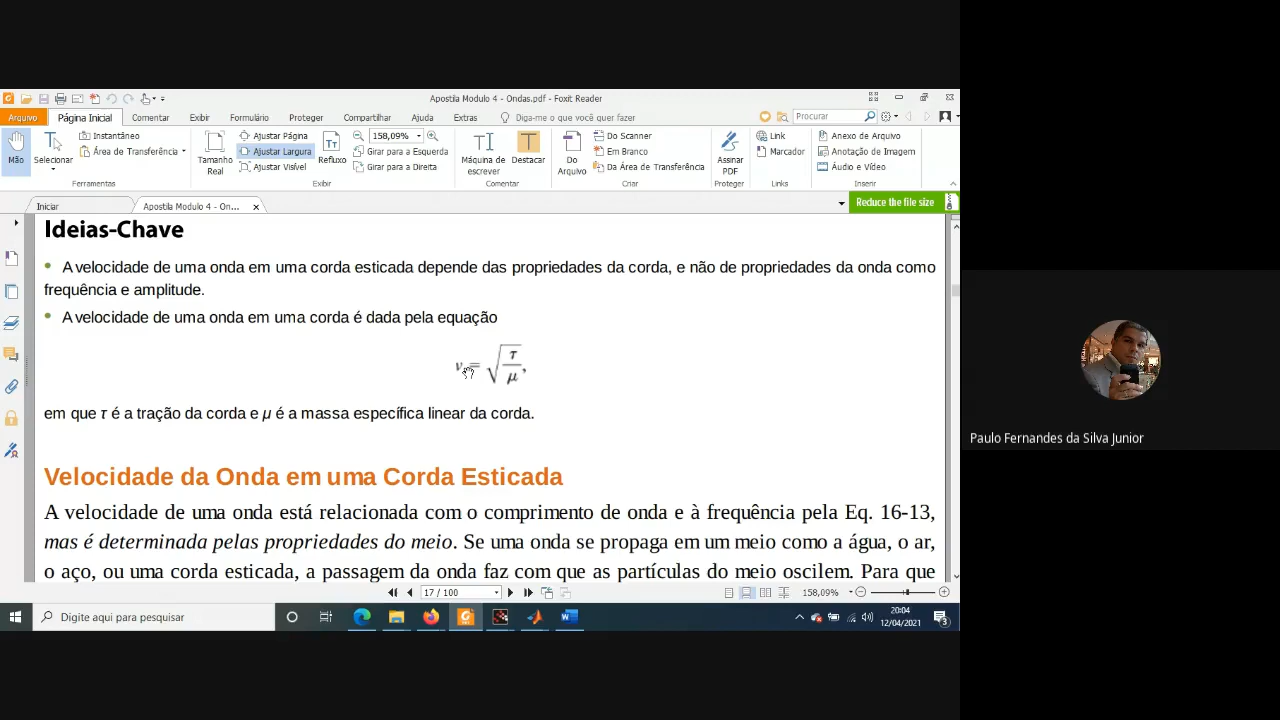 Apostila Modulo 4 - Ondas.pdf - Foxit Reader
Arquivo Página Inicial Comentar Exibir Formulário Proteger Compartilhar Ajuda Extras Diga-me o que você quer fazer Procurar
Mão
Selecionar
Instantâneo
Área de Transferência
Ferramentas
Tamanho Real
Ajustar Página
Ajustar Largura
Ajustar Visível
Refluxo
158,09%
Girar para a Esquerda
Girar para a Direita
Exibir
Máquina de escrever
Destacar
Comentar
Do Arquivo
Do Scanner
Em Branco
Da Área de Transferência
Criar
Assinar PDF
Proteger
Link
Marcador
Links
Anexo de Arquivo
Anotação de Imagem
Áudio e Vídeo
Inserir
Iniciar
Apostila Modulo 4 - On...
Reduce the file size
Ideias-Chave
• A velocidade de uma onda em uma corda esticada depende das propriedades da corda, e não de propriedades da onda como
frequência e amplitude.
• A velocidade de uma onda em uma corda é dada pela equação
v = √(τ/μ),
em que τ é a tração da corda e μ é a massa específica linear da corda.
Velocidade da Onda em uma Corda Esticada
A velocidade de uma onda está relacionada com o comprimento de onda e à frequência pela Eq. 16-13,
mas é determinada pelas propriedades do meio. Se uma onda se propaga em um meio como a água, o ar,
o aço, ou uma corda esticada, a passagem da onda faz com que as partículas do meio oscilem. Para que
17 / 100
158,09%
Digite aqui para pesquisar
20:04
12/04/2021
3
Paulo Fernandes da Silva Junior